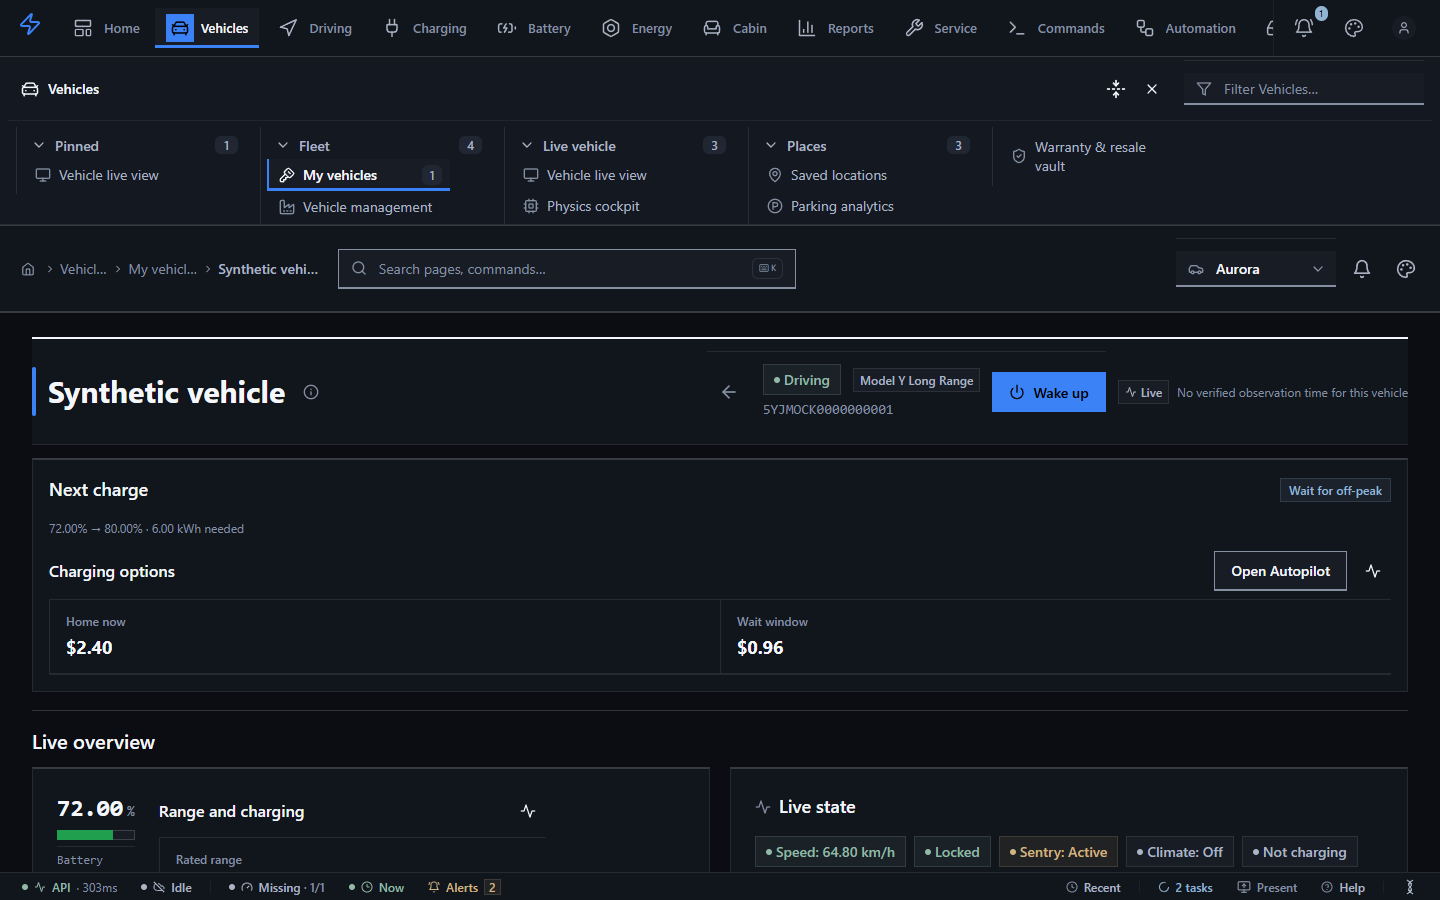 Home Vehicles Driving Charging Battery Energy Cabin Reports Service Commands Automation 1
Vehicles Filter Vehicles...
Pinned 1 Fleet 4 Live vehicle 3 Places 3 Warranty & resale vault
Vehicle live view My vehicles 1 Vehicle live view Saved locations
Vehicle management Physics cockpit Parking analytics
Vehicl... My vehicl... Synthetic vehi... Search pages, commands... K Aurora
Synthetic vehicle Driving Model Y Long Range Wake up Live No verified observation time for this vehicle
5YJMOCK0000000001
Next charge Wait for off-peak
72.00% → 80.00% · 6.00 kWh needed
Charging options Open Autopilot
Home now Wait window
$2.40 $0.96
Live overview
72.00% Range and charging Live state
Battery Rated range Speed: 64.80 km/h Locked Sentry: Active Climate: Off Not charging
API · 303ms Idle Missing · 1/1 Now Alerts 2 Recent 2 tasks Present Help